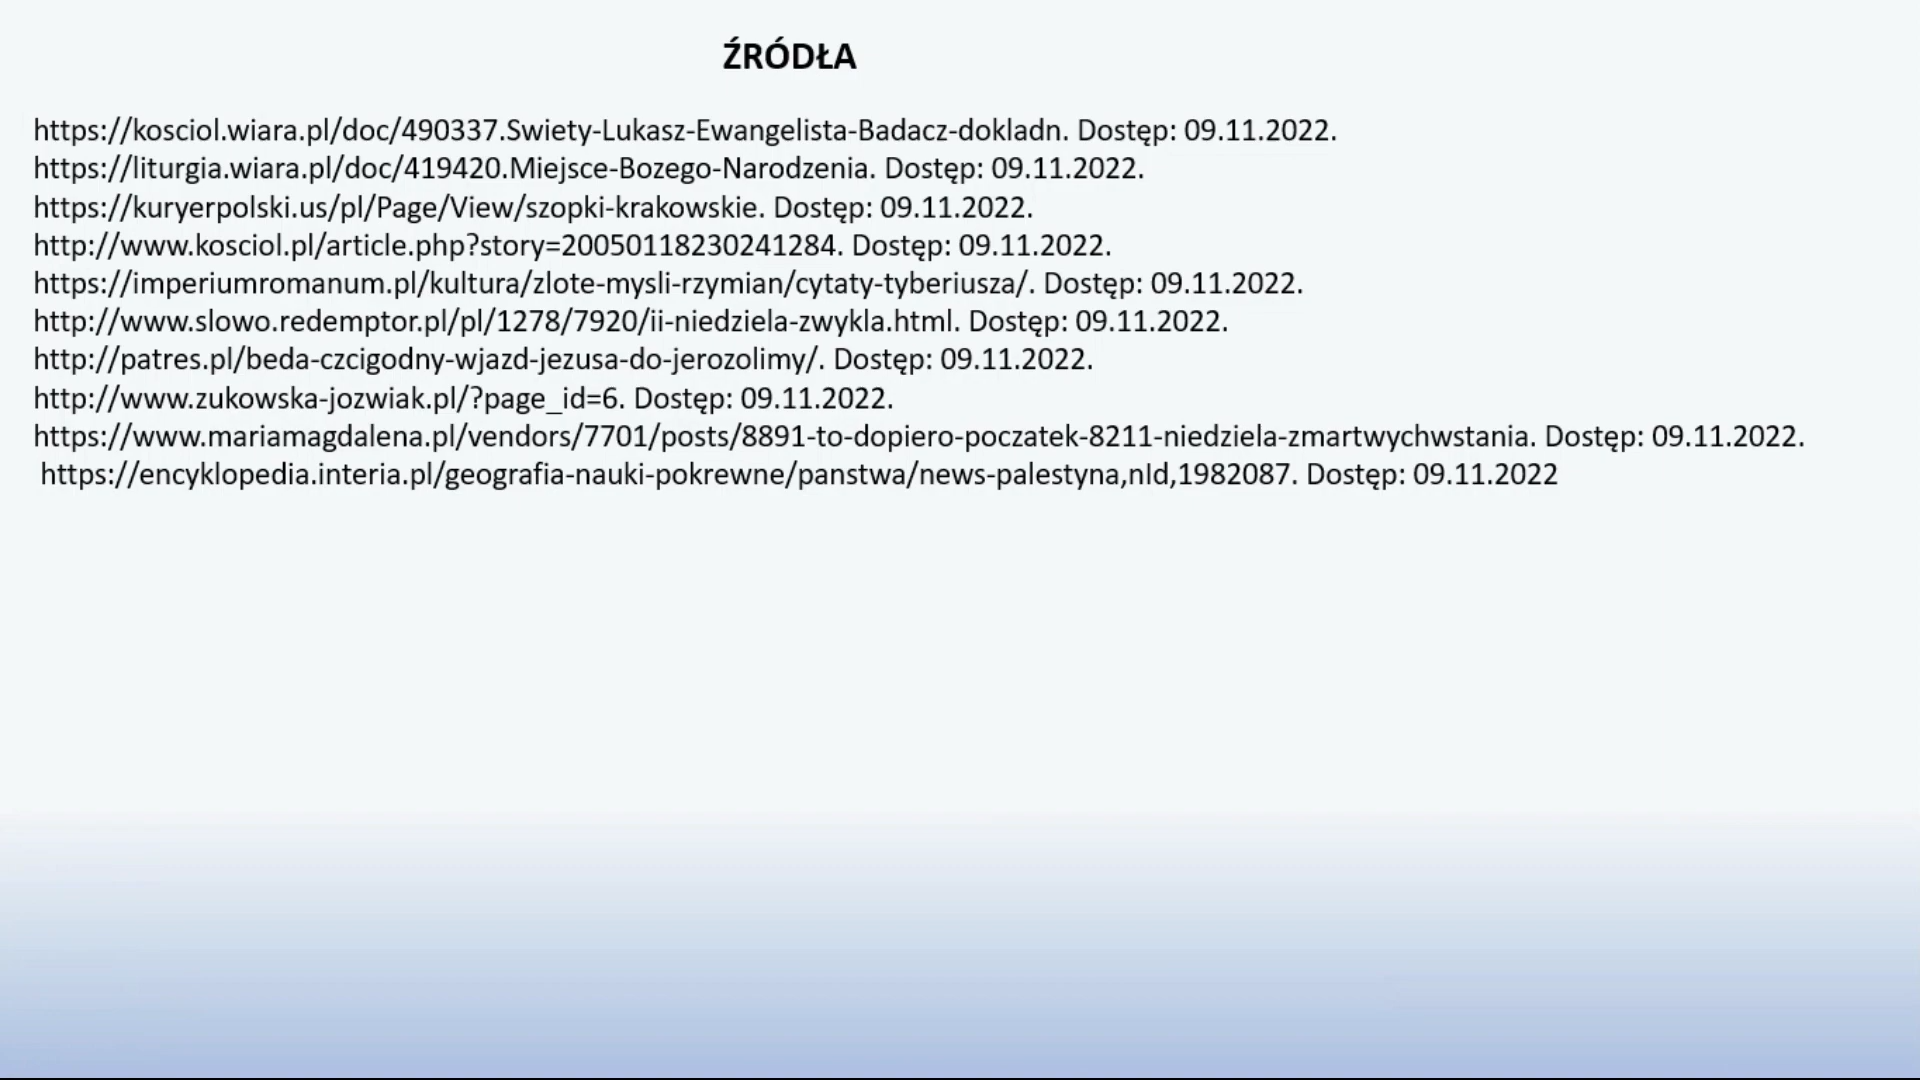 ŹRÓDŁA
https://kosciol.wiara.pl/doc/490337.Swiety-Lukasz-Ewangelista-Badacz-dokladn. Dostęp: 09.11.2022.
https://liturgia.wiara.pl/doc/419420.Miejsce-Bozego-Narodzenia. Dostęp: 09.11.2022.
https://kuryerpolski.us/pl/Page/View/szopki-krakowskie. Dostęp: 09.11.2022.
http://www.kosciol.pl/article.php?story=20050118230241284. Dostęp: 09.11.2022.
https://imperiumromanum.pl/kultura/zlote-mysli-rzymian/cytaty-tyberiusza/. Dostęp: 09.11.2022.
http://www.slowo.redemptor.pl/pl/1278/7920/ii-niedziela-zwykla.html. Dostęp: 09.11.2022.
http://patres.pl/beda-czcigodny-wjazd-jezusa-do-jerozolimy/. Dostęp: 09.11.2022.
http://www.zukowska-jozwiak.pl/?page_id=6. Dostęp: 09.11.2022.
https://www.mariamagdalena.pl/vendors/7701/posts/8891-to-dopiero-poczatek-8211-niedziela-zmartwychwstania. Dostęp: 09.11.2022.
https://encyklopedia.interia.pl/geografia-nauki-pokrewne/panstwa/news-palestyna,nId,1982087. Dostęp: 09.11.2022